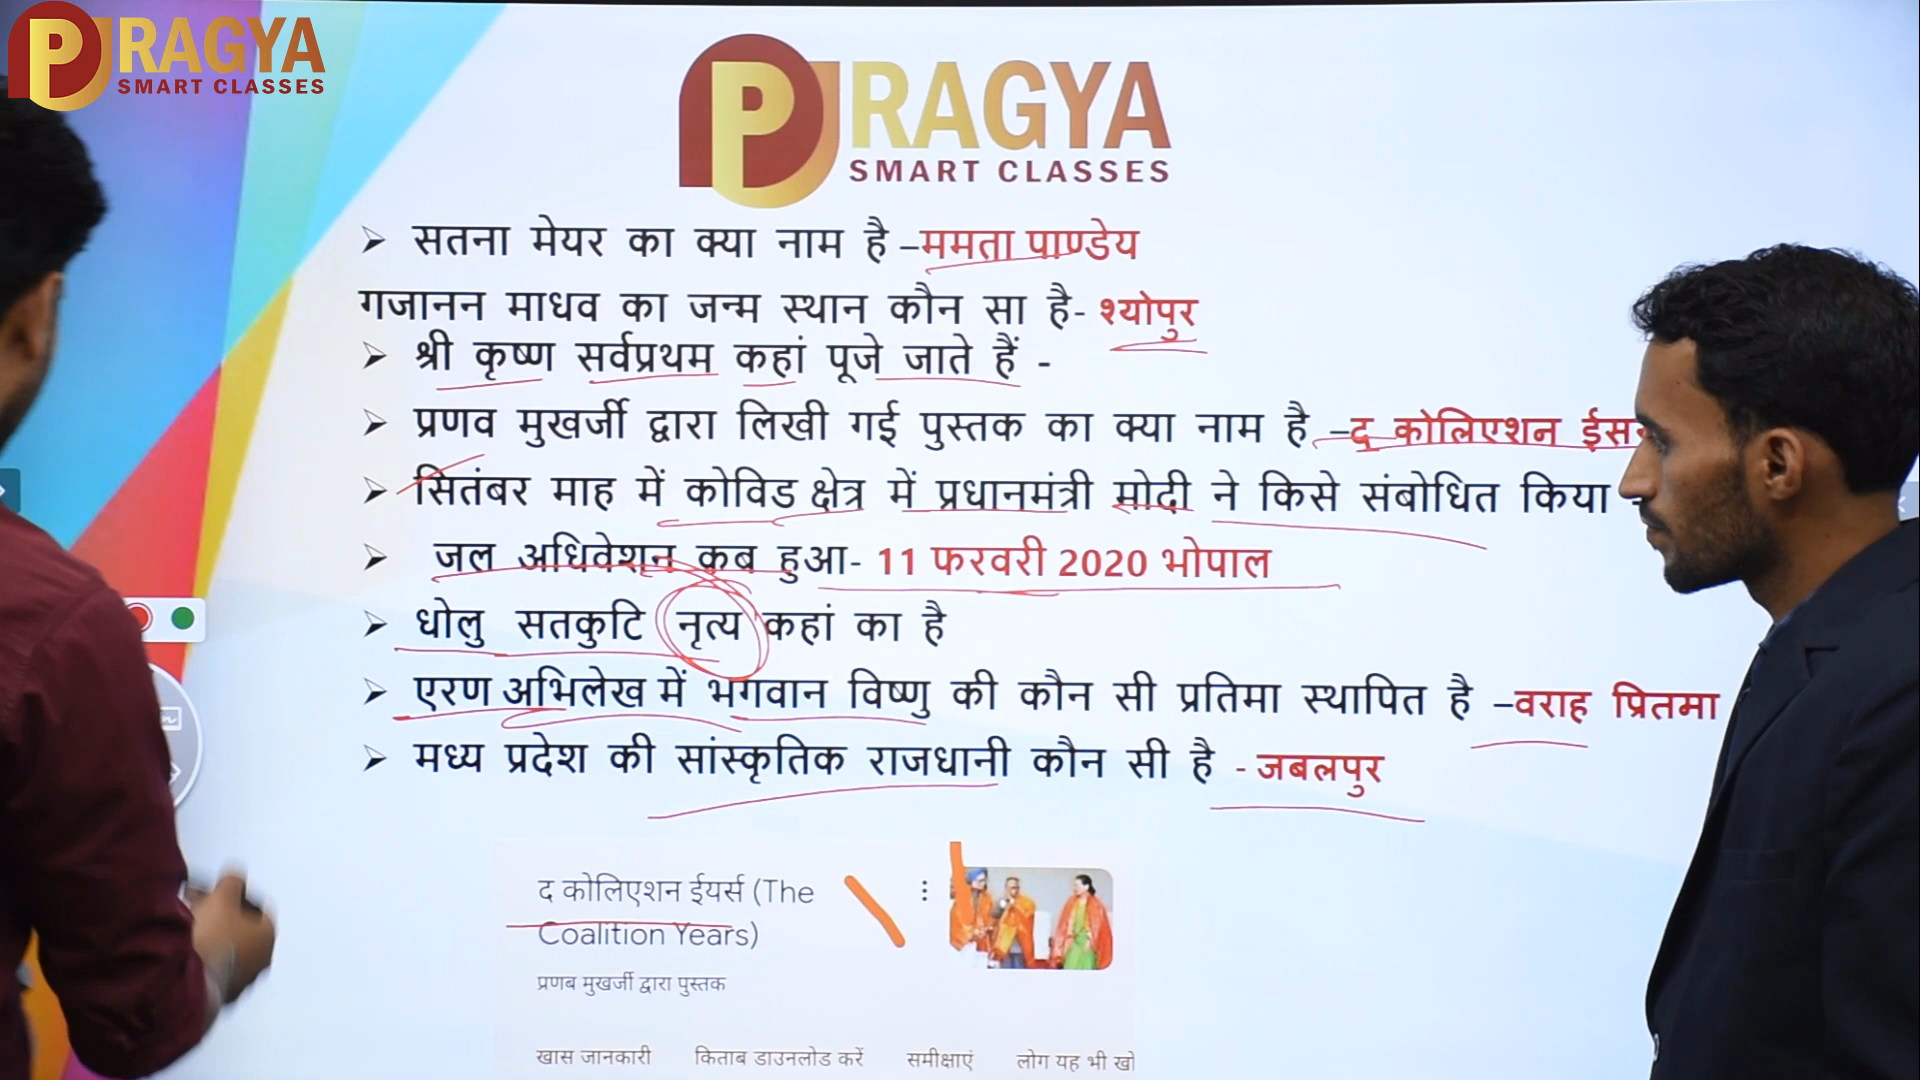 PRAGYA
SMART CLASSES
PRAGYA
SMART CLASSES
सतना मेयर का क्या नाम है –ममता पाण्डेय
गजानन माधव का जन्म स्थान कौन सा है- श्योपुर
श्री कृष्ण सर्वप्रथम कहां पूजे जाते हैं -
प्रणव मुखर्जी द्वारा लिखी गई पुस्तक का क्या नाम है –द कोलिएशन
सितंबर माह में कोविड क्षेत्र में प्रधानमंत्री मोदी ने किसे संबोधित किया
जल अधिवेशन कब हुआ- 11 फरवरी 2020 भोपाल
धोलु सतकुटि नृत्य कहां का है
एरण अभिलेख में भगवान विष्णु की कौन सी प्रतिमा स्थापित है –वराह प्रितमा
मध्य प्रदेश की सांस्कृतिक राजधानी कौन सी है - जबलपुर
द कोलिएशन ईयर्स (The
Coalition Years)
प्रणब मुखर्जी द्वारा पुस्तक
खास जानकारी किताब डाउनलोड करें समीक्षाएं लोग यह भी खो